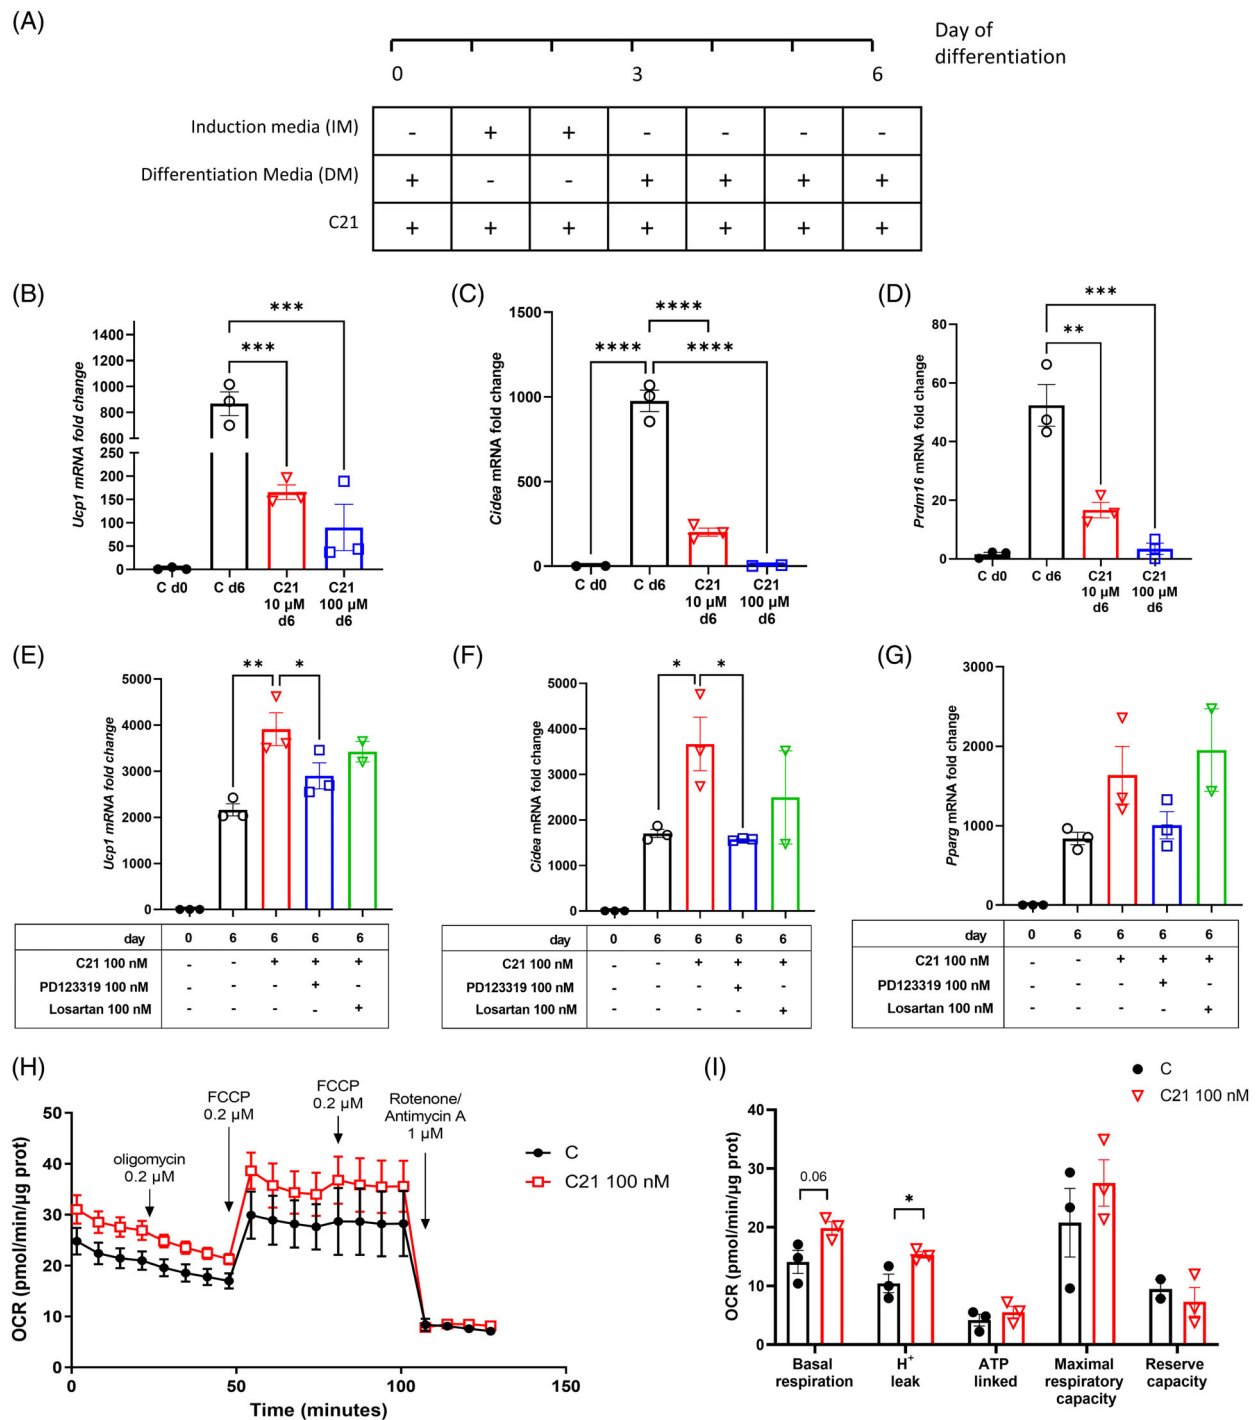 (A)
Day of
differentiation
0 3 6
Induction media (IM) - + + - - - -
Differentiation Media (DM) + - - + + + +
C21 + + + + + + +
(B)
Ucp1 mRNA fold change
1400
1200
1000
800
600
250
200
150
100
50
0
***
***
C d0 C d6 C21 C21
10 µM 100 µM
d6 d6
(C)
Cidea mRNA fold change
1500
1000
500
0
****
**** ****
C d0 C d6 C21 C21
10 µM 100 µM
d6 d6
(D)
Prdm16 mRNA fold change
80
60
40
20
0
***
**
C d0 C d6 C21 C21
10 µM 100 µM
d6 d6
(E)
Ucp1 mRNA fold change
5000
4000
3000
2000
1000
0
** *
day 0 6 6 6 6
C21 100 nM - - + + +
PD123319 100 nM - - - + -
Losartan 100 nM - - - - +
(F)
Cidea mRNA fold change
5000
4000
3000
2000
1000
0
* *
day 0 6 6 6 6
C21 100 nM - - + + +
PD123319 100 nM - - - + -
Losartan 100 nM - - - - +
(G)
Pparg mRNA fold change
3000
2000
1000
0
day 0 6 6 6 6
C21 100 nM - - + + +
PD123319 100 nM - - - + -
Losartan 100 nM - - - - +
(H)
OCR (pmol/min/µg prot)
50
40
30
20
10
0
oligomycin
0.2 µM
FCCP
0.2 µM
FCCP
0.2 µM
Rotenone/
Antimycin A
1 µM
C
C21 100 nM
0 50 100 150
Time (minutes)
(I)
C
C21 100 nM
OCR (pmol/min/µg prot)
40
30
20
10
0
0.06
*
Basal
respiration
H+
leak
ATP
linked
Maximal
respiratory
capacity
Reserve
capacity